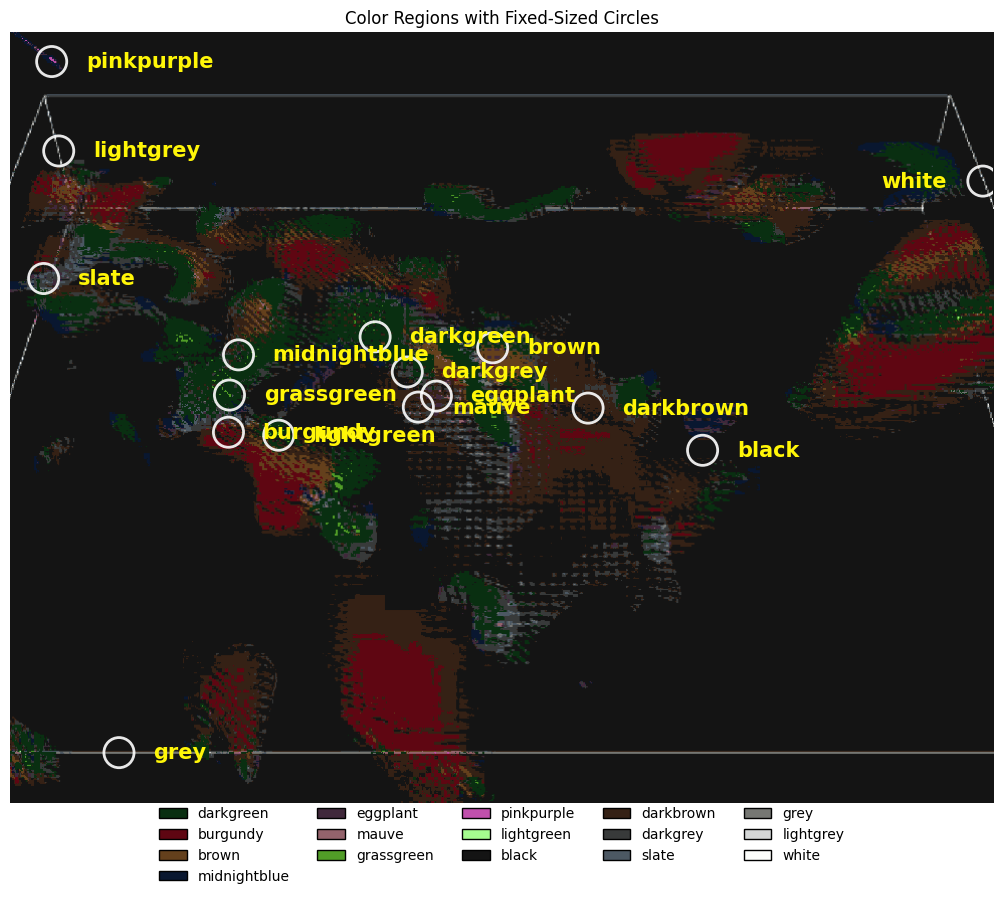 Color Regions with Fixed-Sized Circles
pinkpurple
lightgrey
white
slate
darkgreen
brown
midnightblue
darkgrey
grassgreen
eggplant
mauve
darkbrown
burgundy
lightgreen
black
grey
darkgreen eggplant pinkpurple darkbrown grey
burgundy mauve lightgreen darkgrey lightgrey
brown grassgreen black slate white
midnightblue